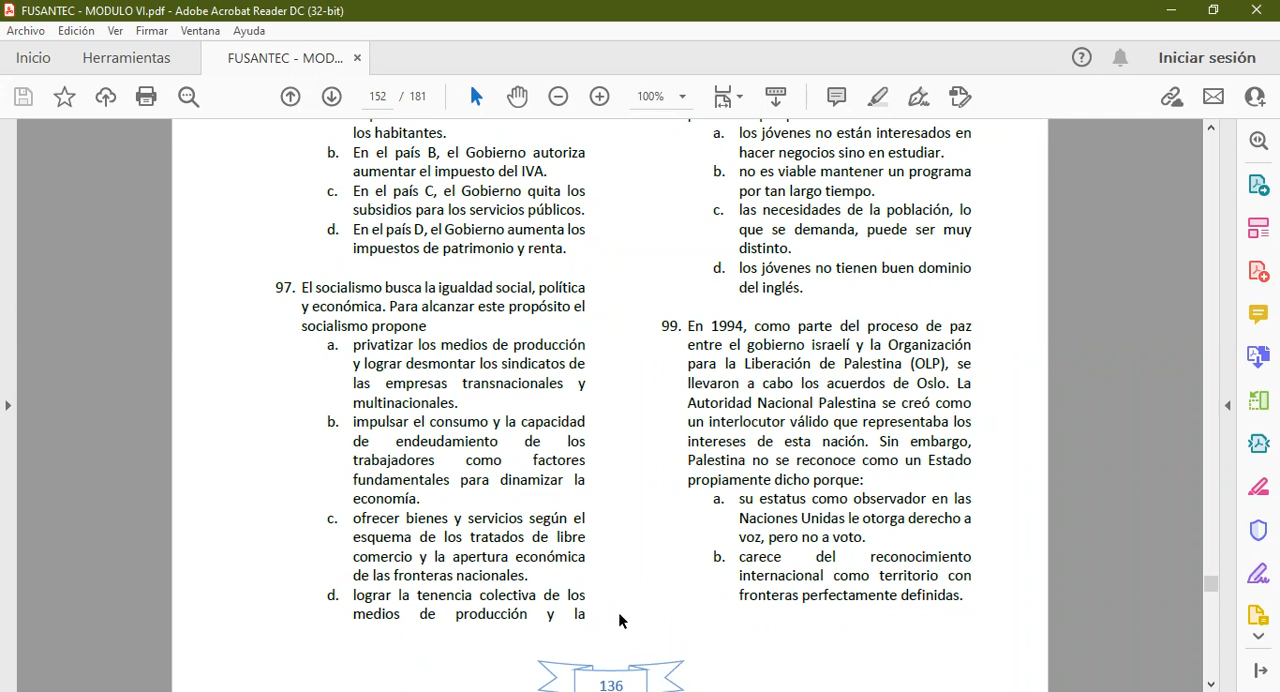 FUSANTEC - MODULO VI.pdf - Adobe Acrobat Reader DC (32-bit)
Archivo Edición Ver Firmar Ventana Ayuda
Inicio Herramientas FUSANTEC - MOD... × Iniciar sesión
152 / 181 100%
los habitantes.
b. En el país B, el Gobierno autoriza
aumentar el impuesto del IVA.
c. En el país C, el Gobierno quita los
subsidios para los servicios públicos.
d. En el país D, el Gobierno aumenta los
impuestos de patrimonio y renta.
97. El socialismo busca la igualdad social, política
y económica. Para alcanzar este propósito el
socialismo propone
a. privatizar los medios de producción
y lograr desmontar los sindicatos de
las empresas transnacionales y
multinacionales.
b. impulsar el consumo y la capacidad
de endeudamiento de los
trabajadores como factores
fundamentales para dinamizar la
economía.
c. ofrecer bienes y servicios según el
esquema de los tratados de libre
comercio y la apertura económica
de las fronteras nacionales.
d. lograr la tenencia colectiva de los
medios de producción y la
a. los jóvenes no están interesados en
hacer negocios sino en estudiar.
b. no es viable mantener un programa
por tan largo tiempo.
c. las necesidades de la población, lo
que se demanda, puede ser muy
distinto.
d. los jóvenes no tienen buen dominio
del inglés.
99. En 1994, como parte del proceso de paz
entre el gobierno israelí y la Organización
para la Liberación de Palestina (OLP), se
llevaron a cabo los acuerdos de Oslo. La
Autoridad Nacional Palestina se creó como
un interlocutor válido que representaba los
intereses de esta nación. Sin embargo,
Palestina no se reconoce como un Estado
propiamente dicho porque:
a. su estatus como observador en las
Naciones Unidas le otorga derecho a
voz, pero no a voto.
b. carece del reconocimiento
internacional como territorio con
fronteras perfectamente definidas.
136